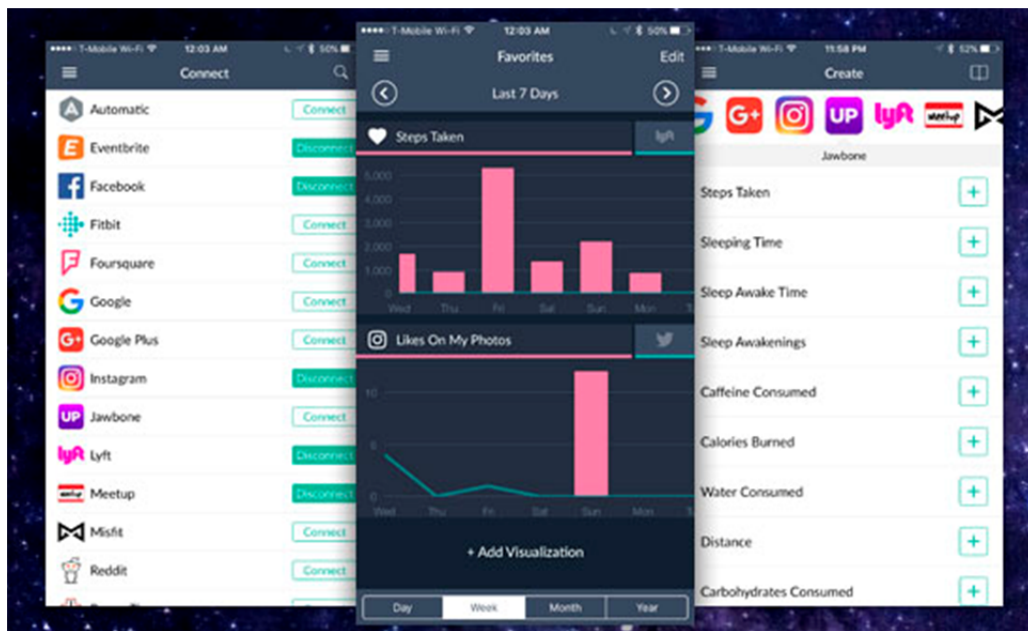 T-Mobile Wi-Fi 12:03 AM 50%
Connect
Automatic Connect
Eventbrite Disconnect
Facebook Disconnect
Fitbit Connect
Foursquare Connect
Google Connect
G+ Google Plus Connect
Instagram Disconnect
UP Jawbone Connect
lyft Lyft Disconnect
meetup Meetup Disconnect
Misfit Connect
Reddit Connect
T-Mobile Wi-Fi 12:03 AM 50%
Favorites Edit
Last 7 Days
Steps Taken lyft
5,000
4,000
3,000
2,000
1,000
0
Wed Thu Fri Sat Sun Mon
Likes On My Photos
10
5
0
Wed Thu Fri Sat Sun Mon
+ Add Visualization
Day Week Month Year
T-Mobile Wi-Fi 11:58 PM 52%
Create
G+ UP lyft meetup
Jawbone
Steps Taken +
Sleeping Time +
Sleep Awake Time +
Sleep Awakenings +
Caffeine Consumed +
Calories Burned +
Water Consumed +
Distance +
Carbohydrates Consumed +